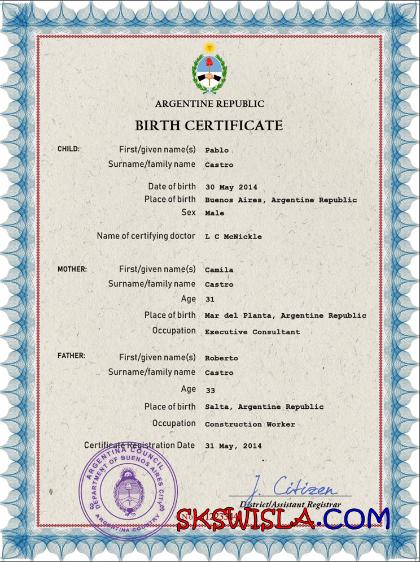 ARGENTINE REPUBLIC
BIRTH CERTIFICATE
CHILD: First/given name(s) Pablo
Surname/family name Castro
Date of birth 30 May 2014
Place of birth Buenos Aires, Argentine Republic
Sex Male
Name of certifying doctor L C McNickle
MOTHER: First/given name(s) Camila
Surname/family name Castro
Age 31
Place of birth Mar del Planta, Argentine Republic
Occupation Executive Consultant
FATHER: First/given name(s) Roberto
Surname/family name Castro
Age 33
Place of birth Salta, Argentine Republic
Occupation Construction Worker
Certificate Registration Date 31 May, 2014
ARGENTINA COUNCIL
DEPARTMENT OF BUENOS AIRES CITY
ARGENTINA COUNTRY
J. Citizen
District/Assistant Registrar
SKSWISLA.COM